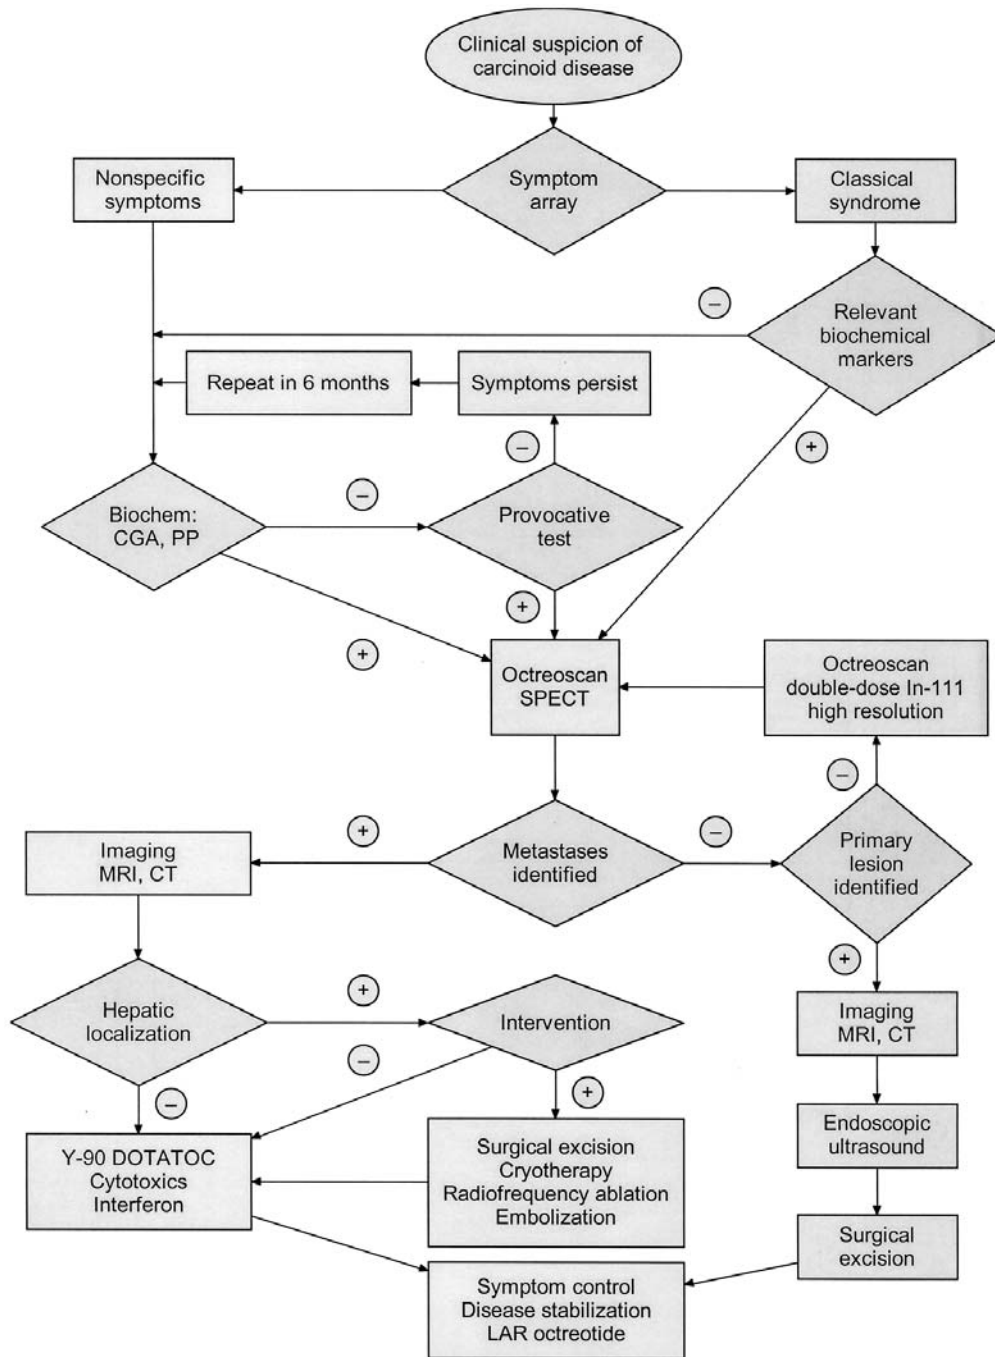 Clinical suspicion of
carcinoid disease
Nonspecific
symptoms
Symptom
array
Classical
syndrome
−
Relevant
biochemical
markers
Repeat in 6 months
Symptoms persist
−
+
Biochem:
CGA, PP
−
Provocative
test
+
+
Octreoscan
SPECT
Octreoscan
double-dose In-111
high resolution
−
+
−
Imaging
MRI, CT
Metastases
identified
Primary
lesion
identified
+
Hepatic
localization
+
−
Intervention
Imaging
MRI, CT
−
+
Y-90 DOTATOC
Cytotoxics
Interferon
Surgical excision
Cryotherapy
Radiofrequency ablation
Embolization
Endoscopic
ultrasound
Surgical
excision
Symptom control
Disease stabilization
LAR octreotide